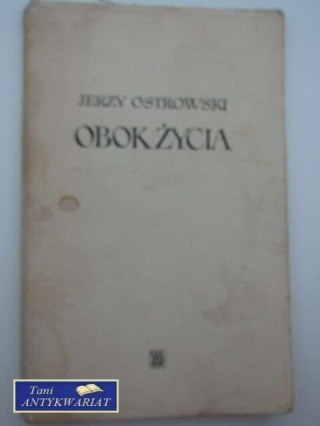 JERZY OSTROWSKI
OBOK ŻYCIA
Tani
ANTYKWARIAT